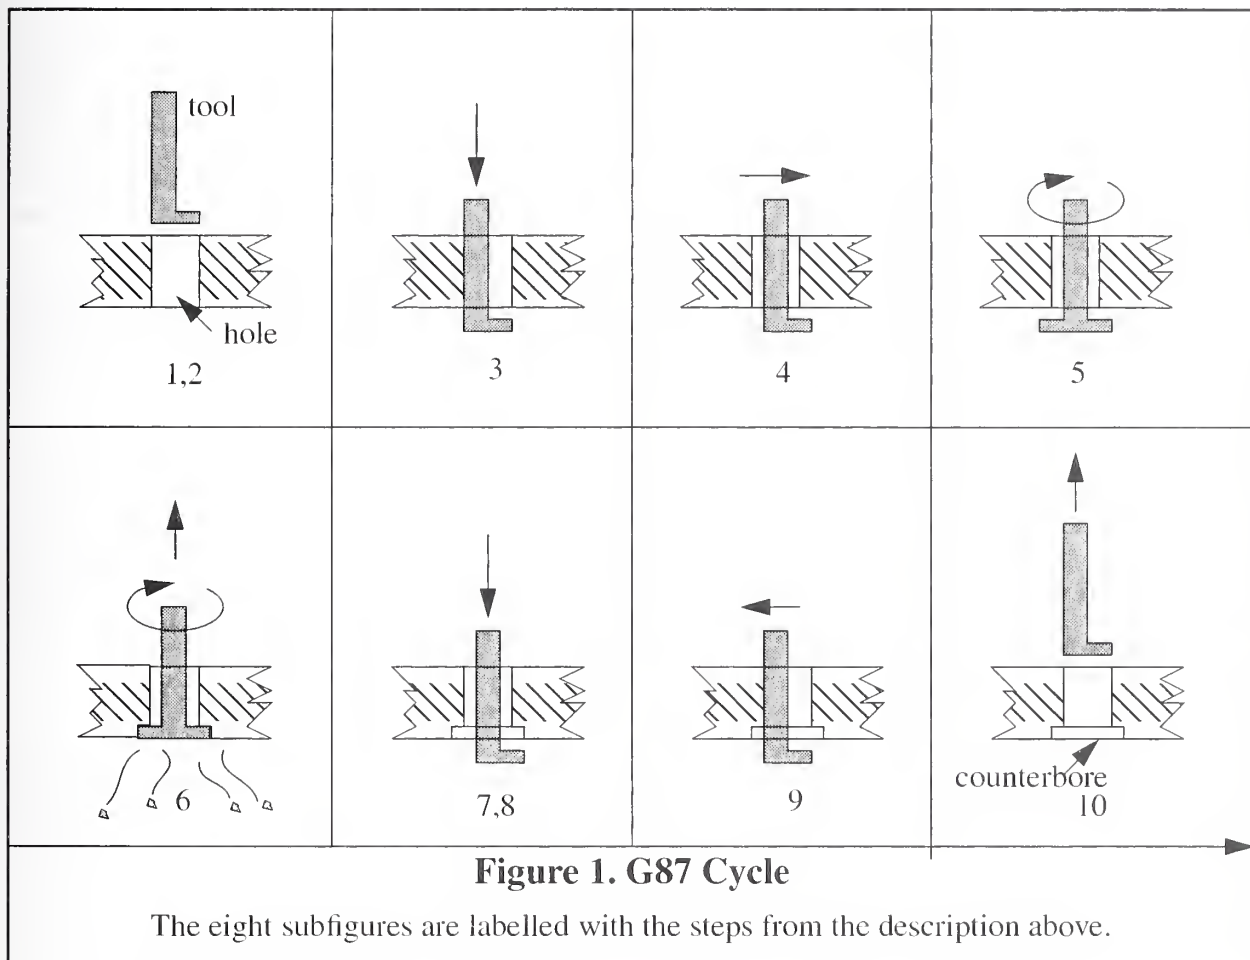 tool
hole
1,2
3
4
5
6
7,8
9
counterbore
10
Figure 1. G87 Cycle
The eight subfigures are labelled with the steps from the description above.